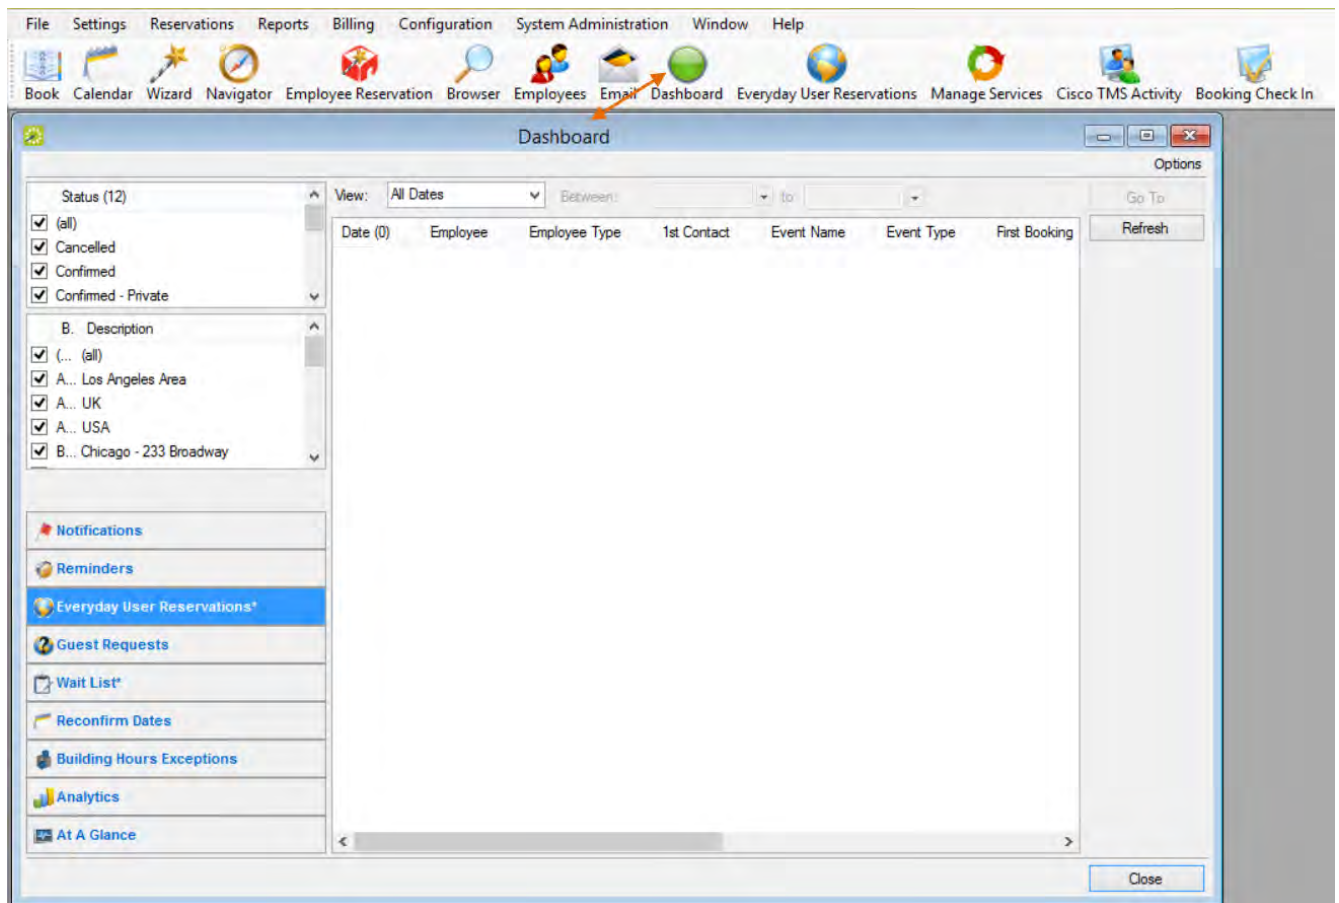 File Settings Reservations Reports Billing Configuration System Administration Window Help
Book Calendar Wizard Navigator Employee Reservation Browser Employees Email Dashboard Everyday User Reservations Manage Services Cisco TMS Activity Booking Check In
Dashboard
Options
Status (12)
(all)
Cancelled
Confirmed
Confirmed - Private
B. Description
(... (all)
A... Los Angeles Area
A... UK
A... USA
B... Chicago - 233 Broadway
Notifications
Reminders
Everyday User Reservations*
Guest Requests
Wait List*
Reconfirm Dates
Building Hours Exceptions
Analytics
At A Glance
View: All Dates Between: to
Date (0) Employee Employee Type 1st Contact Event Name Event Type First Booking
Go To
Refresh
Close